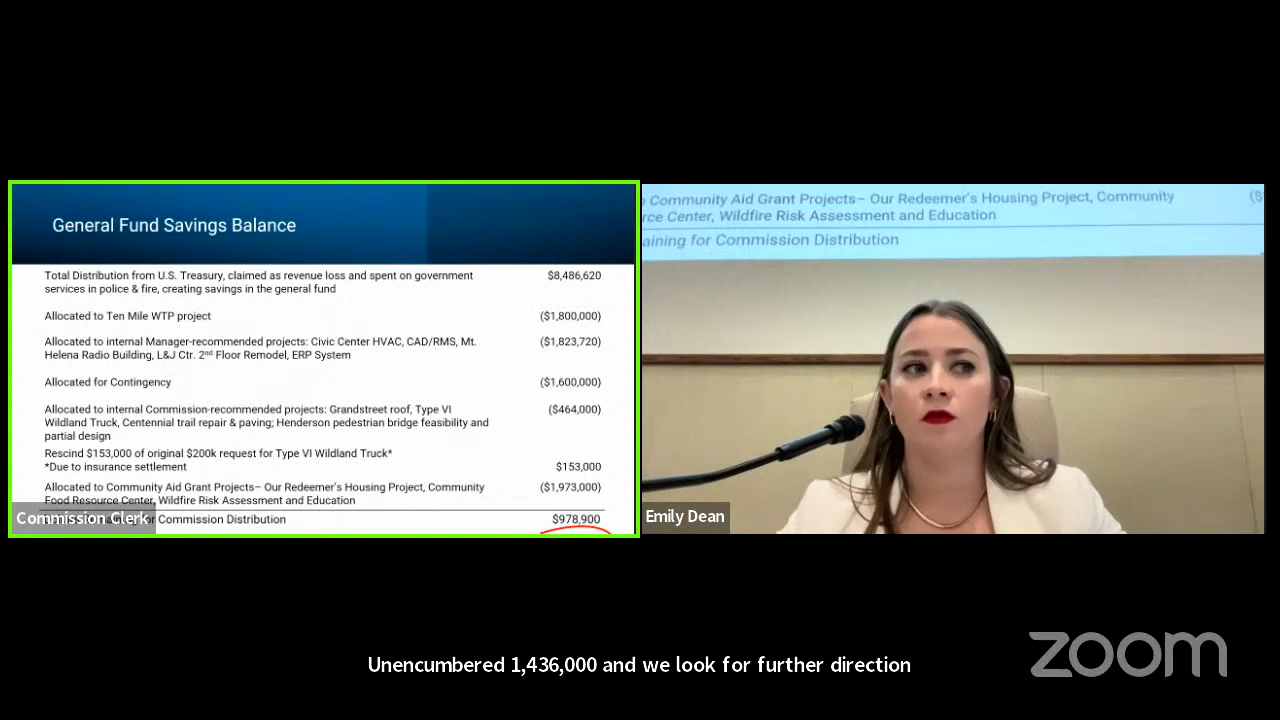 General Fund Savings Balance
Total Distribution from U.S. Treasury, claimed as revenue loss and spent on government $8,486,620
services in police & fire, creating savings in the general fund
Allocated to Ten Mile WTP project ($1,800,000)
Allocated to internal Manager-recommended projects: Civic Center HVAC, CAD/RMS, Mt. ($1,823,720)
Helena Radio Building, L&J Ctr. 2nd Floor Remodel, ERP System
Allocated for Contingency ($1,600,000)
Allocated to internal Commission-recommended projects: Grandstreet roof, Type VI ($464,000)
Wildland Truck, Centennial trail repair & paving; Henderson pedestrian bridge feasibility and
partial design
Rescind $153,000 of original $200k request for Type VI Wildland Truck*
*Due to insurance settlement $153,000
Allocated to Community Aid Grant Projects– Our Redeemer's Housing Project, Community ($1,973,000)
Food Resource Center, Wildfire Risk Assessment and Education
for Commission Distribution $978,900
Commission Clerk
Community Aid Grant Projects– Our Redeemer's Housing Project, Community ($
rce Center, Wildfire Risk Assessment and Education
aining for Commission Distribution
Emily Dean
Unencumbered 1,436,000 and we look for further direction
zoom